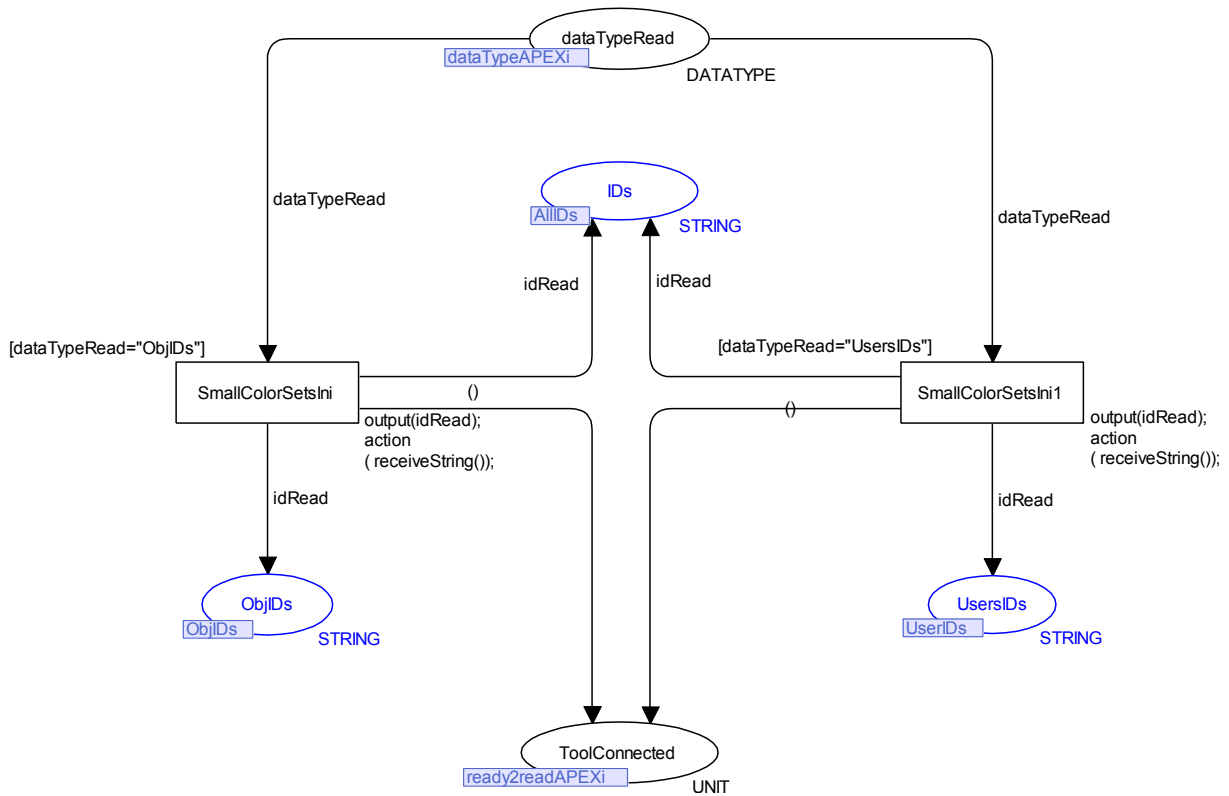 dataTypeRead
dataTypeAPEXi
DATATYPE
dataTypeRead
dataTypeRead
IDs
AllIDs
STRING
idRead
idRead
[dataTypeRead="ObjIDs"]
[dataTypeRead="UsersIDs"]
SmallColorSetsIni
()
()
SmallColorSetsIni1
output(idRead);
action
( receiveString());
output(idRead);
action
( receiveString());
idRead
idRead
ObjIDs
ObjIDs
STRING
UsersIDs
UserIDs
STRING
ToolConnected
ready2readAPEXi
UNIT